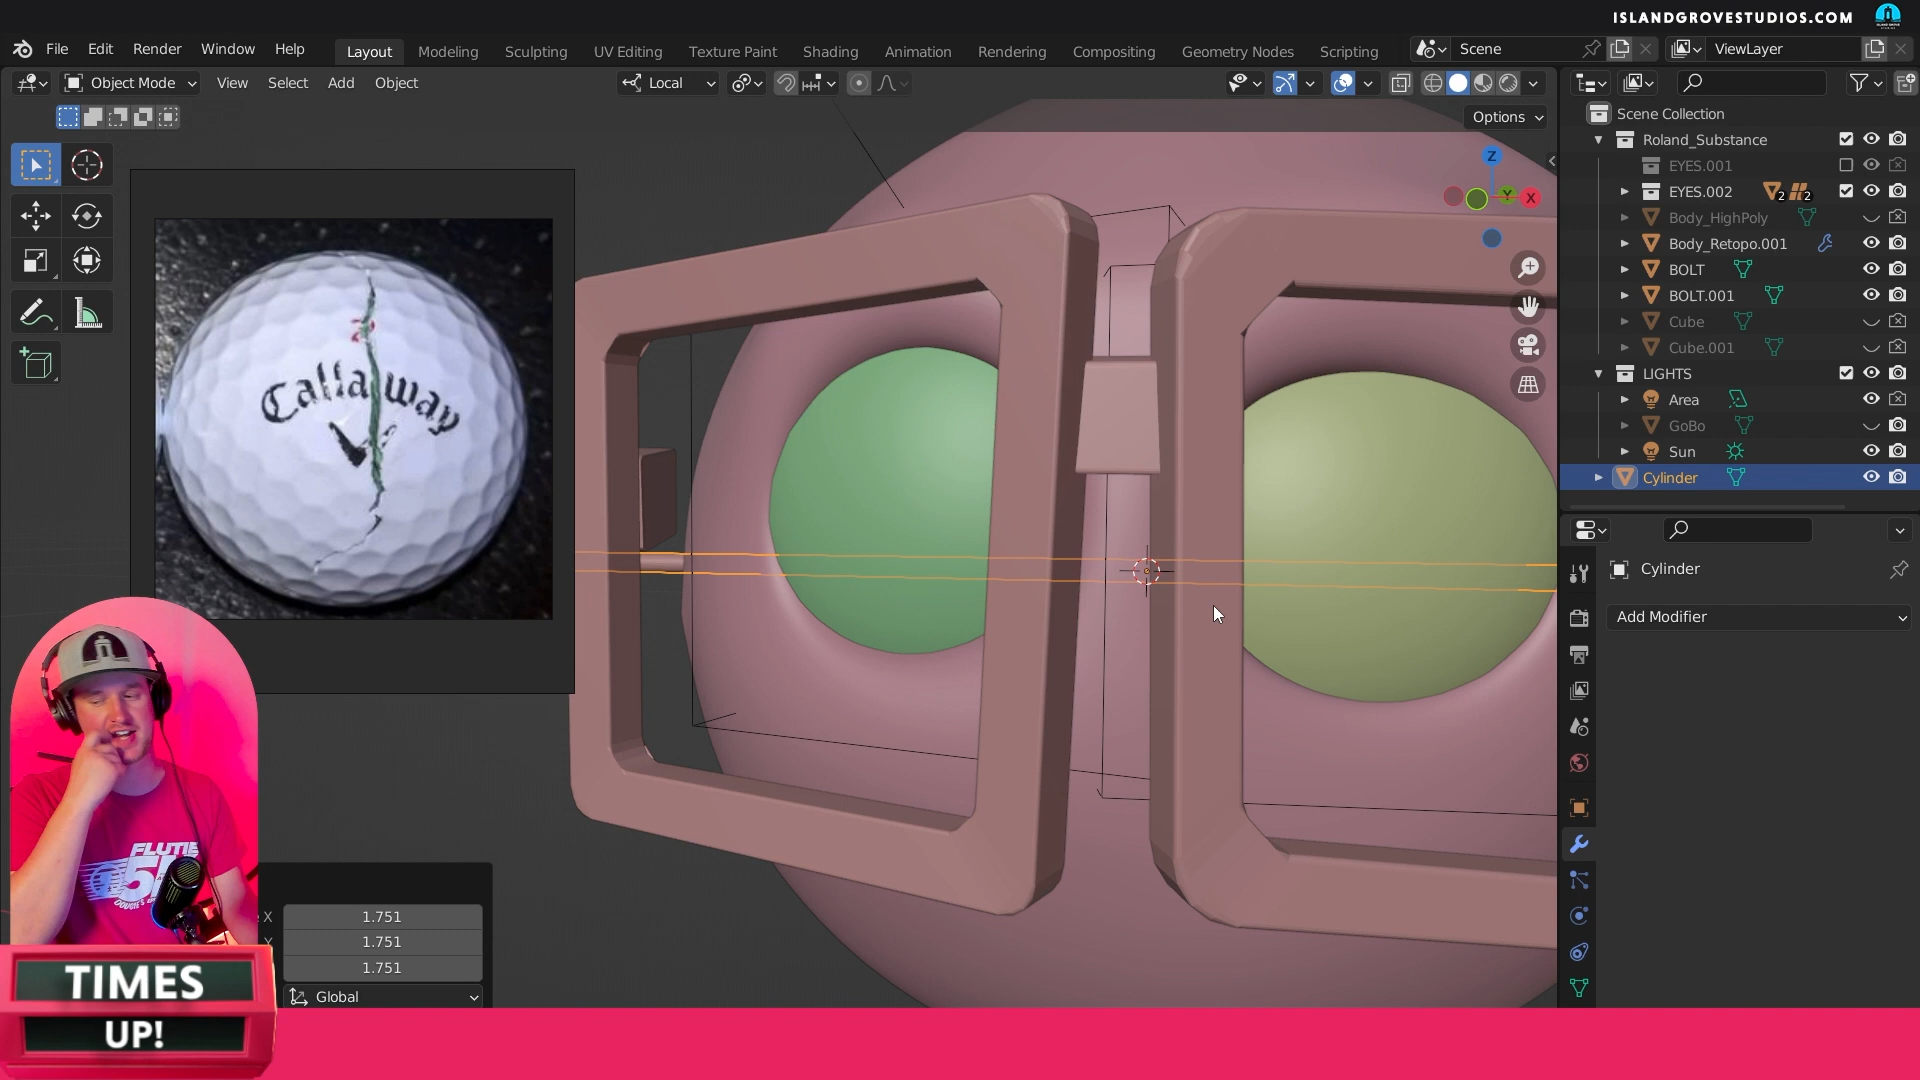 ISLANDGROVESTUDIOS.COM
File Edit Render Window Help
Layout Modeling Sculpting UV Editing Texture Paint Shading Animation Rendering Compositing Geometry Nodes Scripting
Scene
ViewLayer
Object Mode View Select Add Object
Local
Options
Z
Y
X
Callaway
Scene Collection
Roland_Substance
EYES.001
EYES.002 2 2
Body_HighPoly
Body_Retopo.001
BOLT
BOLT.001
Cube
Cube.001
LIGHTS
Area
GoBo
Sun
Cylinder
Cylinder
Add Modifier
FLUTIE
X 1.751
Y 1.751
1.751
Global
TIMES
UP!